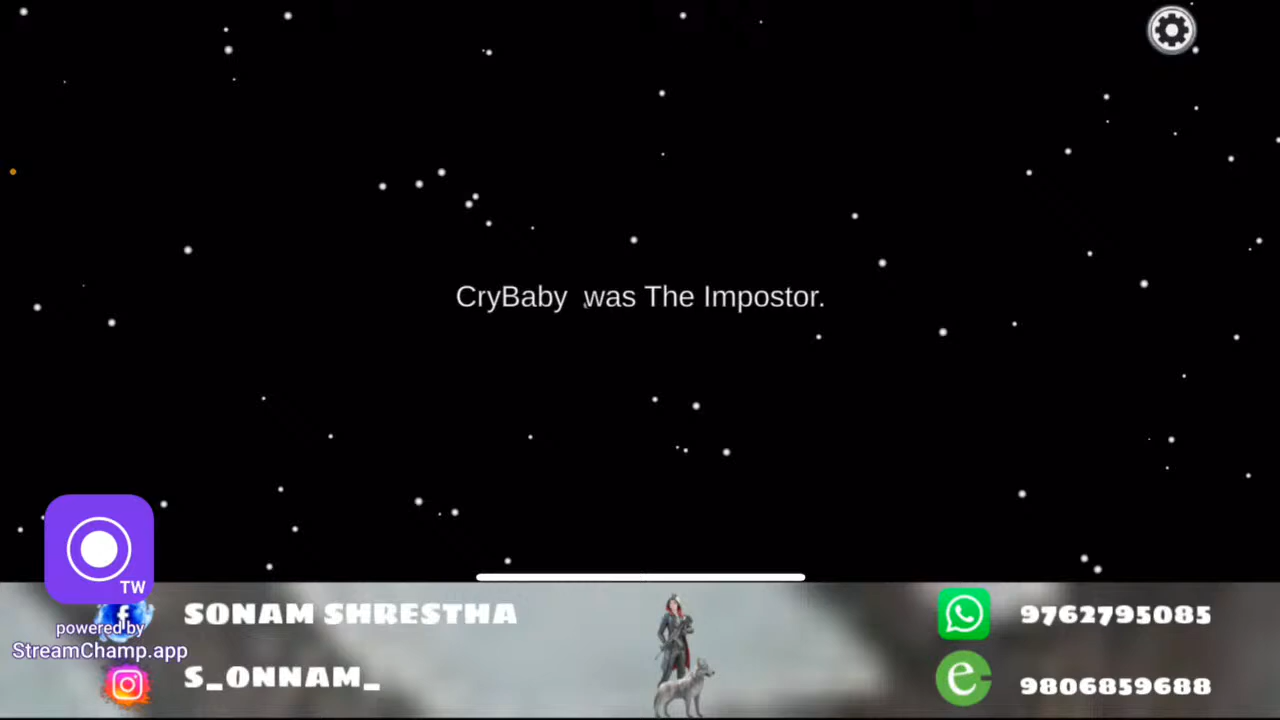 CryBaby was The Impostor.
TW
powered by
StreamChamp.app
SONAM SHRESTHA
S_ONNAM_
9762795085
9806859688